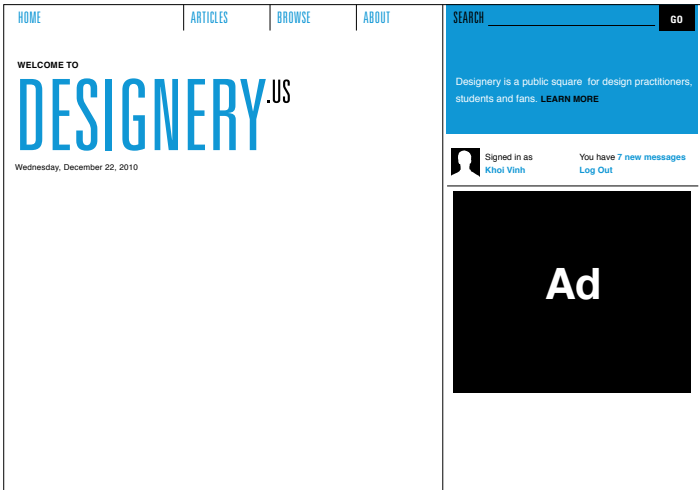 HOME
ARTICLES
BROWSE
ABOUT
SEARCH
GO
WELCOME TO
DESIGNERY.US
Wednesday, December 22, 2010
Designery is a public square for design practitioners,
students and fans. LEARN MORE
Signed in as
Khoi Vinh
You have 7 new messages
Log Out
Ad